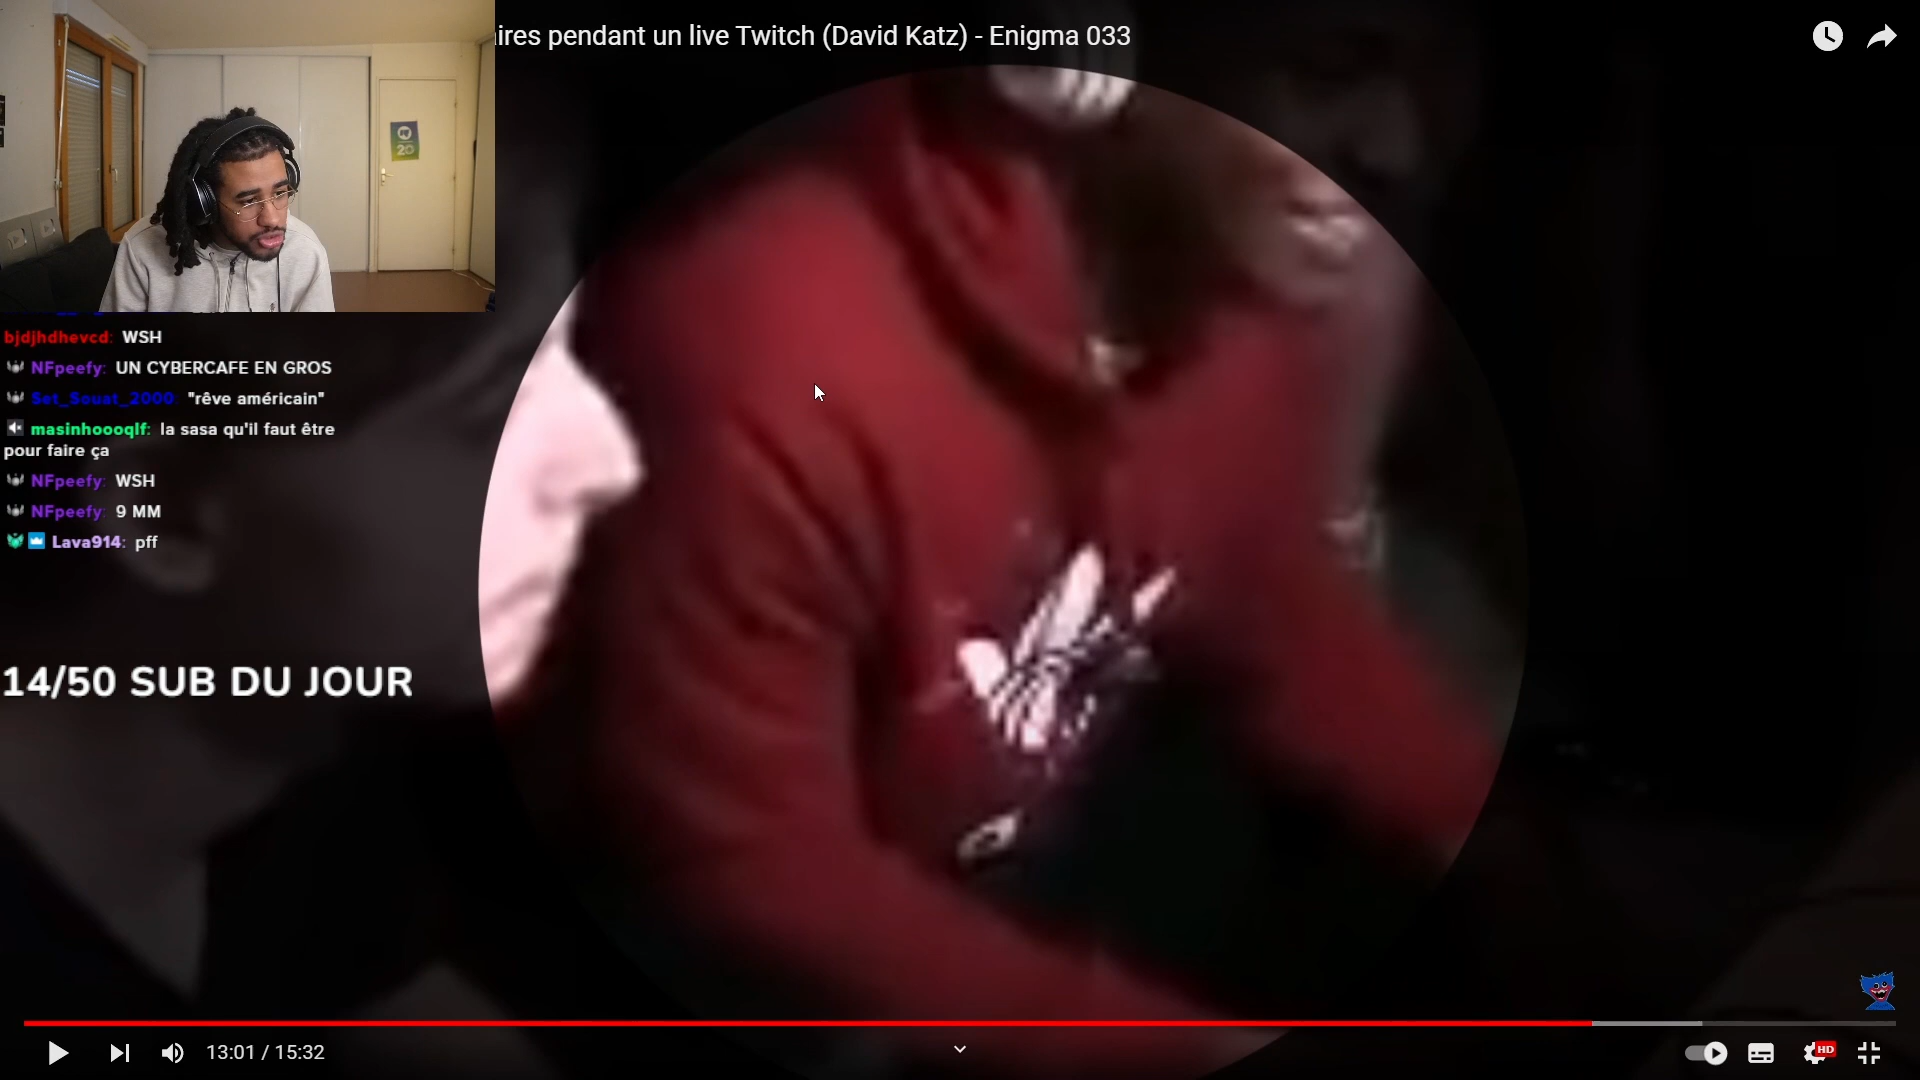 ires pendant un live Twitch (David Katz) - Enigma 033
20
bjdjhdhevcd: WSH
NFpeefy: UN CYBERCAFE EN GROS
Set_Souat_2000: "rêve américain"
masinhoooqlf: la sasa qu'il faut être
pour faire ça
NFpeefy: WSH
NFpeefy: 9 MM
Lava914: pff
14/50 SUB DU JOUR
13:01 / 15:32
HD